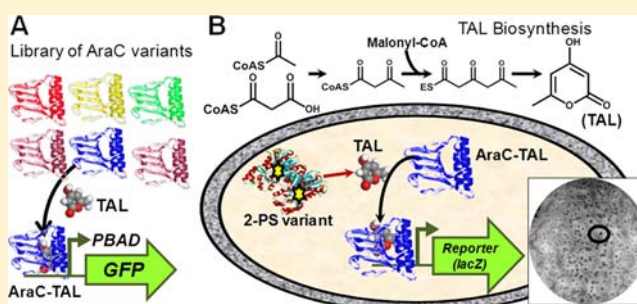 A
Library of AraC variants
TAL
PBAD
GFP
AraC-TAL
B
TAL Biosynthesis
Malonyl-CoA
CoAS
O
O
O
CoAS
OH
O
O
CoAS
O
O
O
ES
OH
O
O
(TAL)
TAL
AraC-TAL
2-PS variant
Reporter
(lacZ)